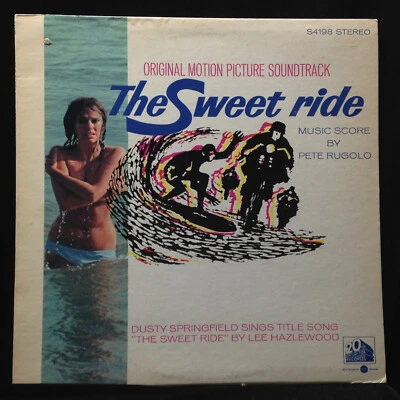 S4198 STEREO
ORIGINAL MOTION PICTURE SOUNDTRACK
The Sweet ride
MUSIC SCORE
BY
PETE RUGOLO
DUSTY SPRINGFIELD SINGS TITLE SONG
"THE SWEET RIDE" BY LEE HAZLEWOOD
20